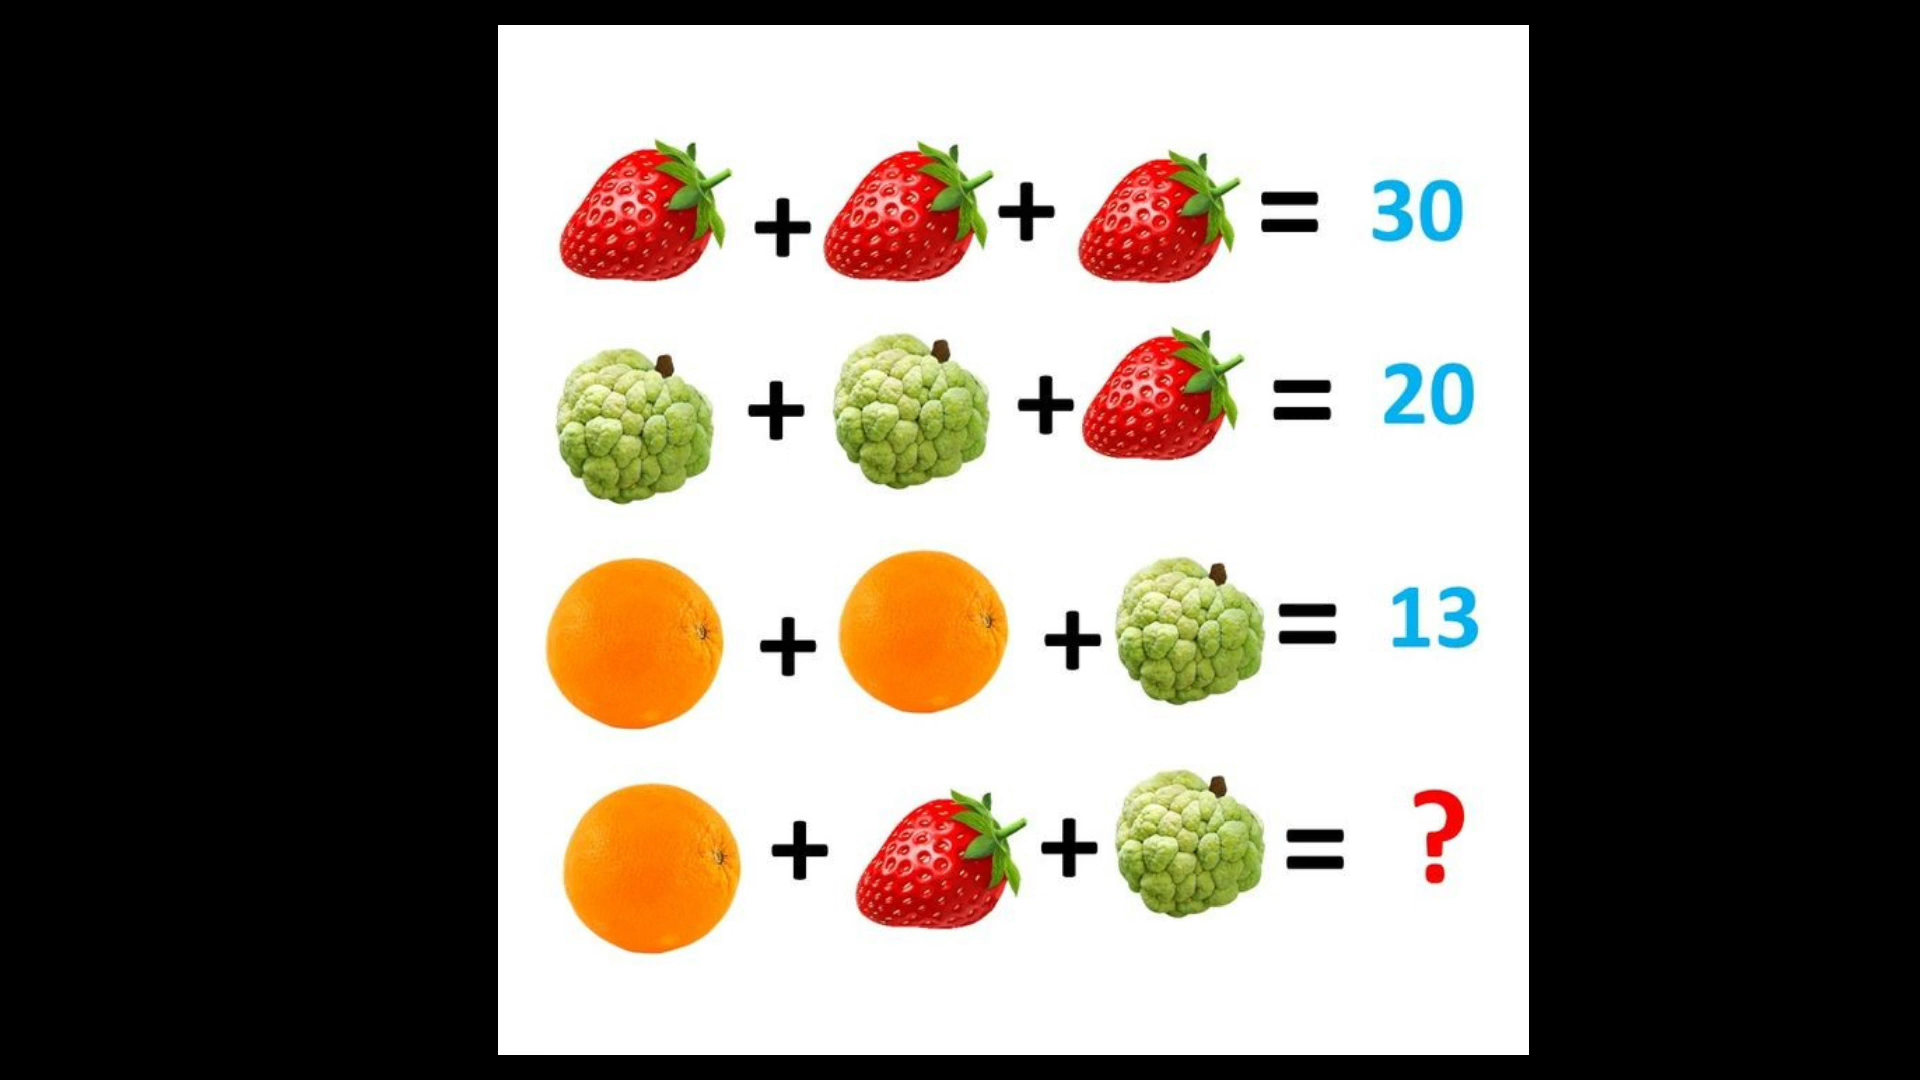 + + = 30
+ + = 20
+ + = 13
+ + = ?